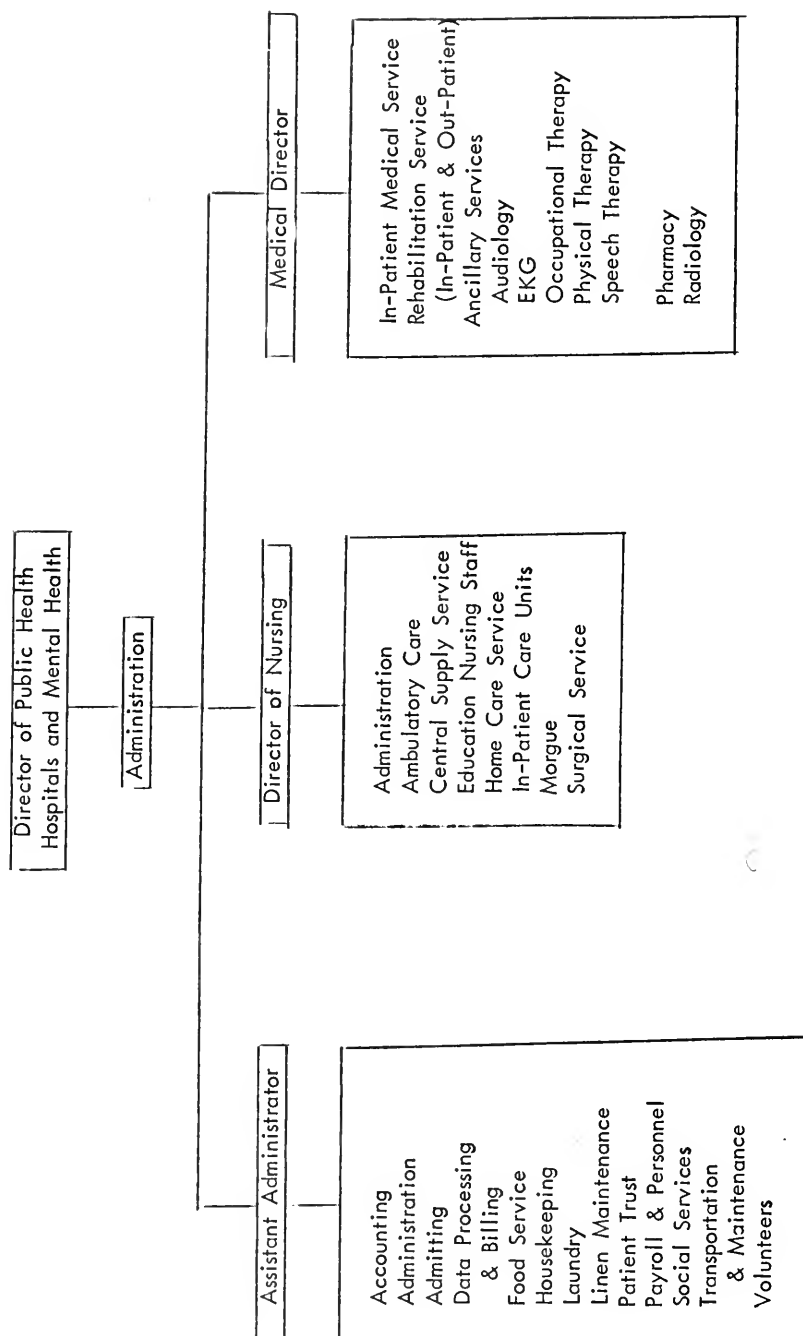 Director of Public Health
Hospitals and Mental Health
Administration
Assistant Administrator
Accounting
Administration
Admitting
Data Processing
& Billing
Food Service
Housekeeping
Laundry
Linen Maintenance
Patient Trust
Payroll & Personnel
Social Services
Transportation
& Maintenance
Volunteers
Director of Nursing
Administration
Ambulatory Care
Central Supply Service
Education Nursing Staff
Home Care Service
In-Patient Care Units
Morgue
Surgical Service
Medical Director
In-Patient Medical Service
Rehabilitation Service
(In-Patient & Out-Patient)
Ancillary Services
Audiology
EKG
Occupational Therapy
Physical Therapy
Speech Therapy
Pharmacy
Radiology